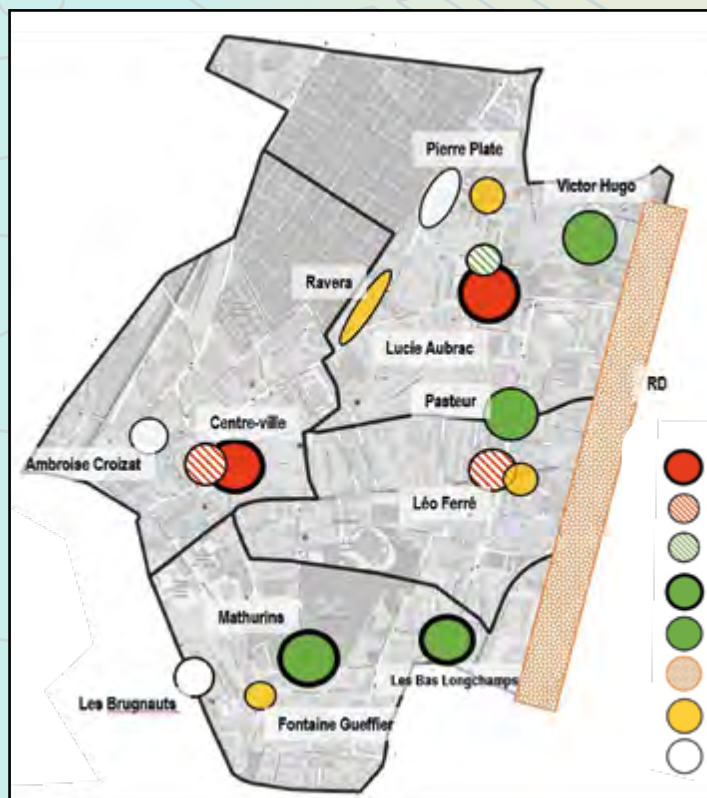 Pierre Plate
Victor Hugo
Ravera
Lucie Aubrac
RD
Pasteur
Centre-ville
Ambroise Croizat
Léo Ferré
Mathurins
Les Bas Longchamps
Les Brugnauts
Fontaine Gueffier